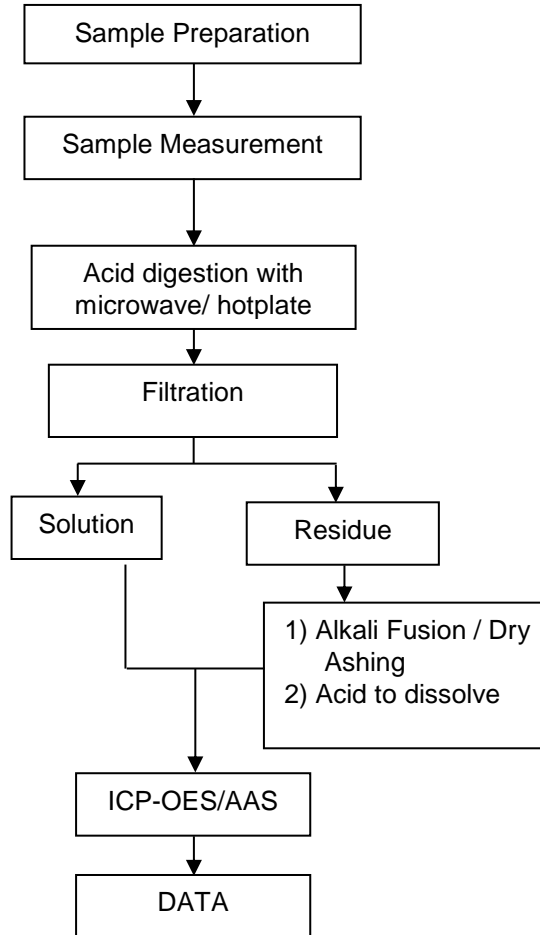 Sample Preparation
Sample Measurement
Acid digestion with
microwave/ hotplate
Filtration
Solution
Residue
1) Alkali Fusion / Dry
Ashing
2) Acid to dissolve
ICP-OES/AAS
DATA